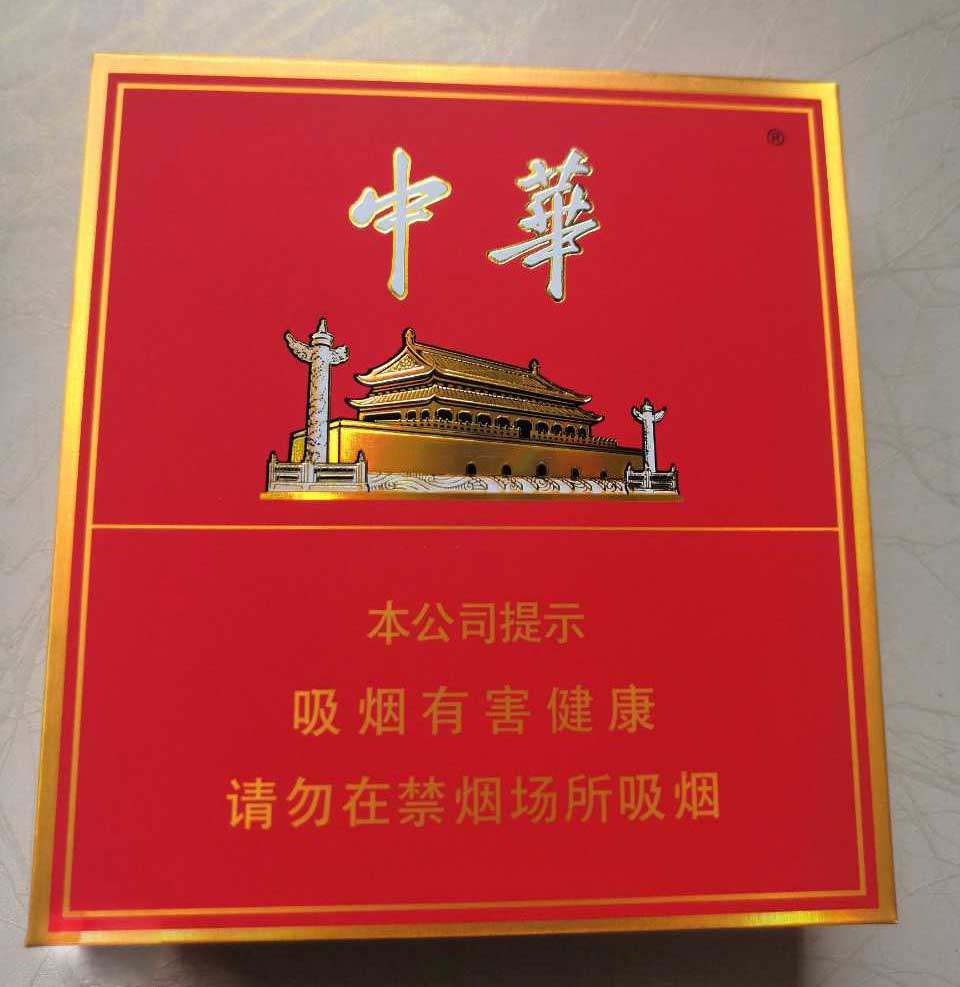 中華
®
本公司提示
吸烟有害健康
请勿在禁烟场所吸烟